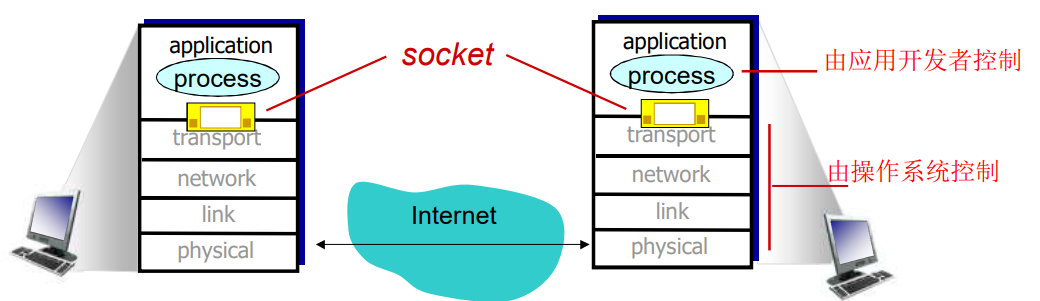 application
process
transport
network
link
physical
socket
Internet
application
process
transport
network
link
physical
由应用开发者控制
由操作系统控制